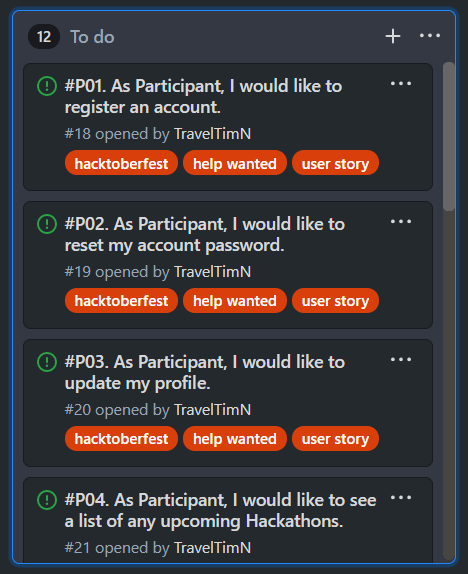 12 To do
#P01. As Participant, I would like to
register an account.
#18 opened by TravelTimN
hacktoberfest help wanted user story
#P02. As Participant, I would like to
reset my account password.
#19 opened by TravelTimN
hacktoberfest help wanted user story
#P03. As Participant, I would like to
update my profile.
#20 opened by TravelTimN
hacktoberfest help wanted user story
#P04. As Participant, I would like to see
a list of any upcoming Hackathons.
#21 opened by TravelTimN